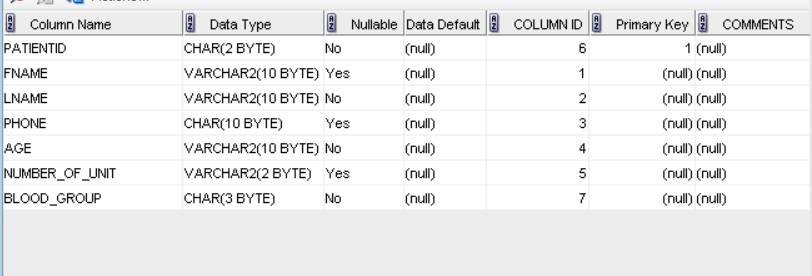 Column Name Data Type Nullable Data Default COLUMN ID Primary Key COMMENTS
PATIENTID CHAR(2 BYTE) No (null) 6 1 (null)
FNAME VARCHAR2(10 BYTE) Yes (null) 1 (null) (null)
LNAME VARCHAR2(10 BYTE) No (null) 2 (null) (null)
PHONE CHAR(10 BYTE) Yes (null) 3 (null) (null)
AGE VARCHAR2(10 BYTE) No (null) 4 (null) (null)
NUMBER_OF_UNIT VARCHAR2(2 BYTE) Yes (null) 5 (null) (null)
BLOOD_GROUP CHAR(3 BYTE) No (null) 7 (null) (null)